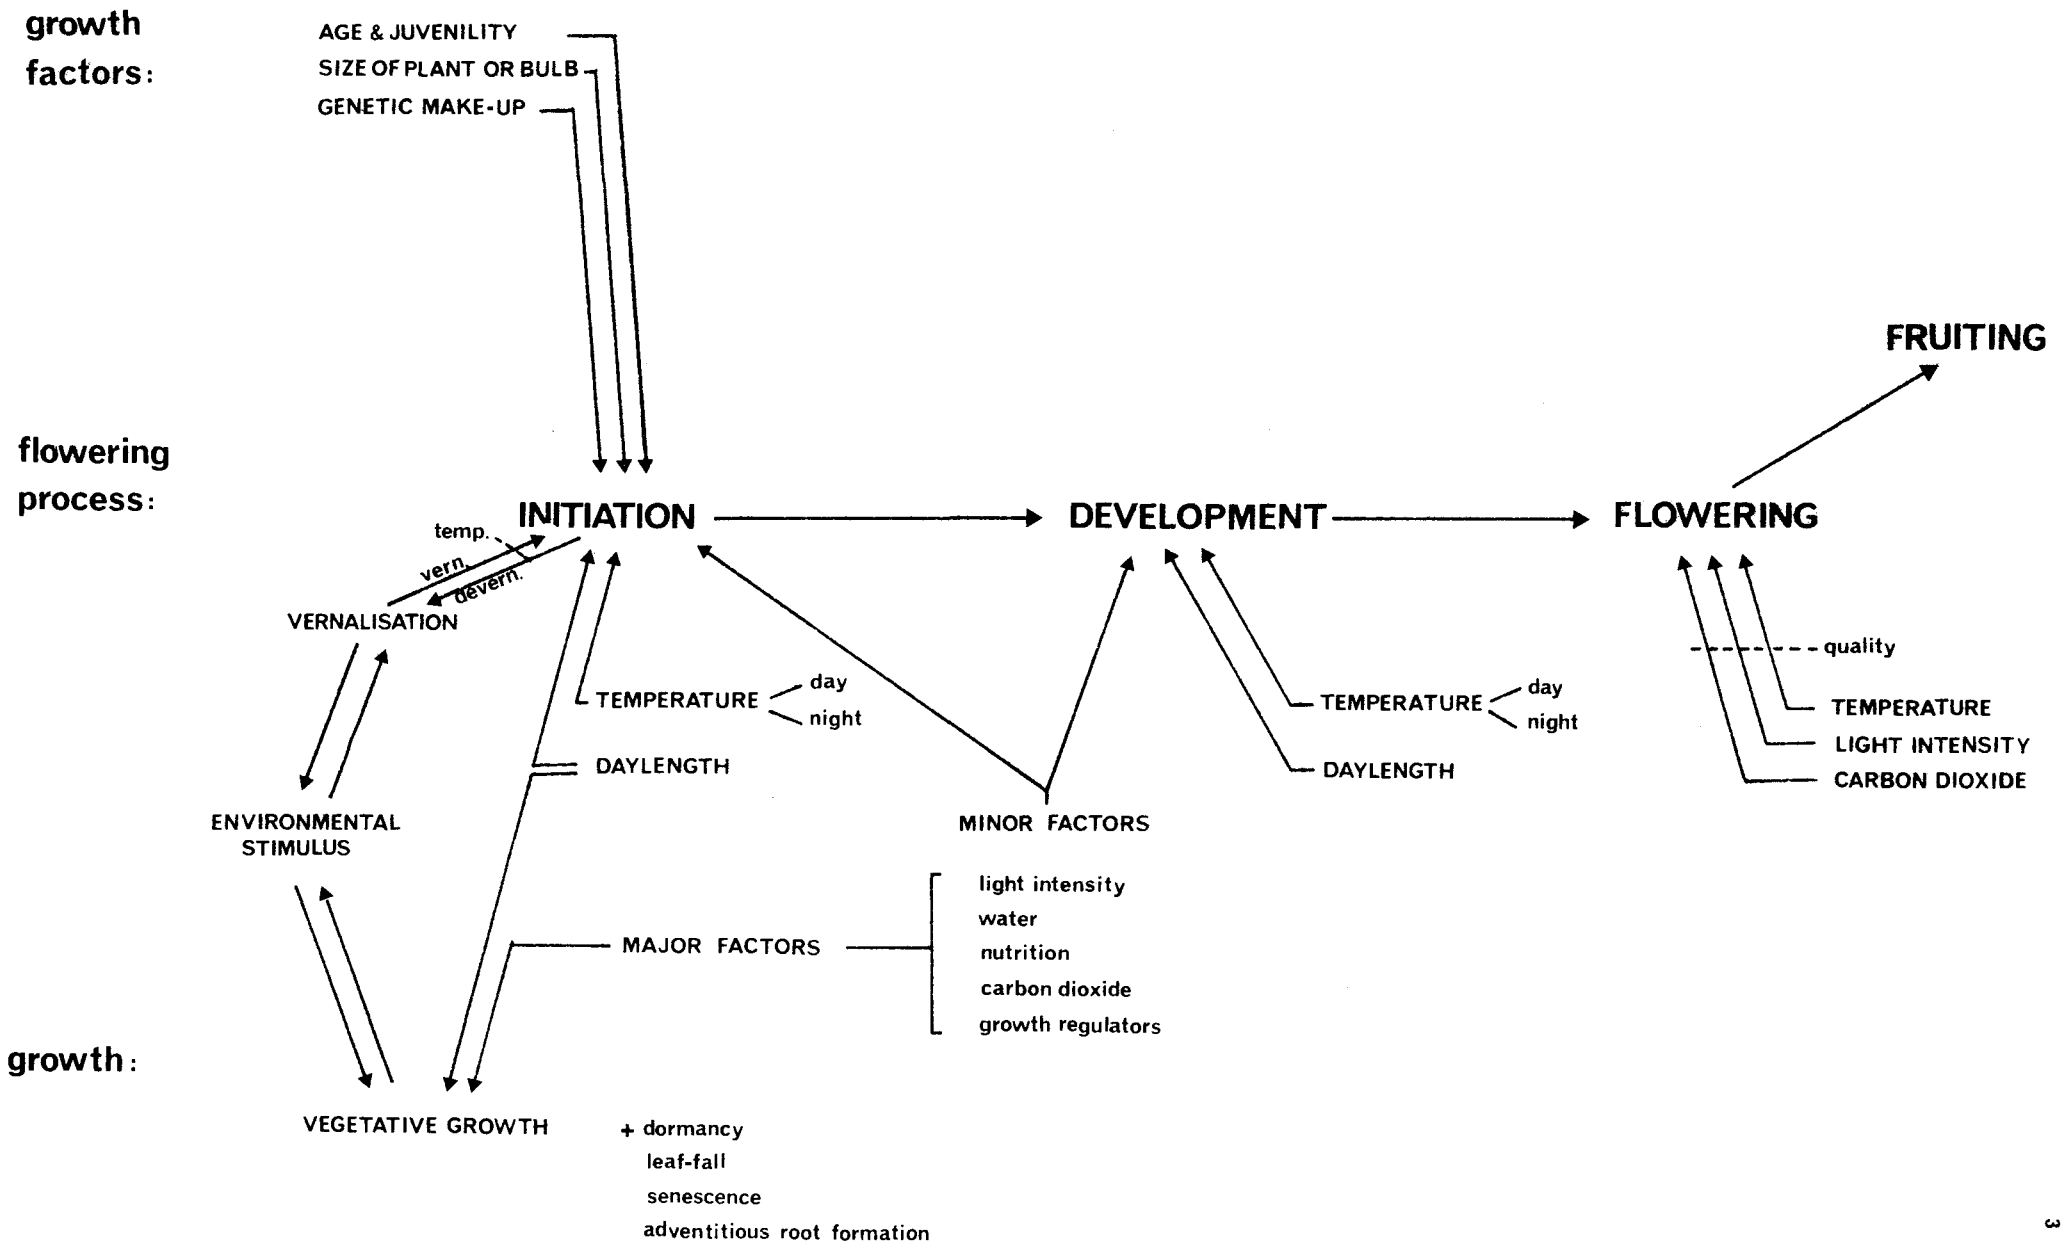 growth
factors:
AGE & JUVENILITY
SIZE OF PLANT OR BULB
GENETIC MAKE-UP
FRUITING
flowering
process:
INITIATION
DEVELOPMENT
FLOWERING
temp.
vern.
devern.
VERNALISATION
quality
TEMPERATURE
day
night
TEMPERATURE
day
night
TEMPERATURE
LIGHT INTENSITY
CARBON DIOXIDE
DAYLENGTH
DAYLENGTH
ENVIRONMENTAL
STIMULUS
MINOR FACTORS
light intensity
water
MAJOR FACTORS
nutrition
carbon dioxide
growth regulators
growth:
VEGETATIVE GROWTH
+ dormancy
leaf-fall
senescence
adventitious root formation
3